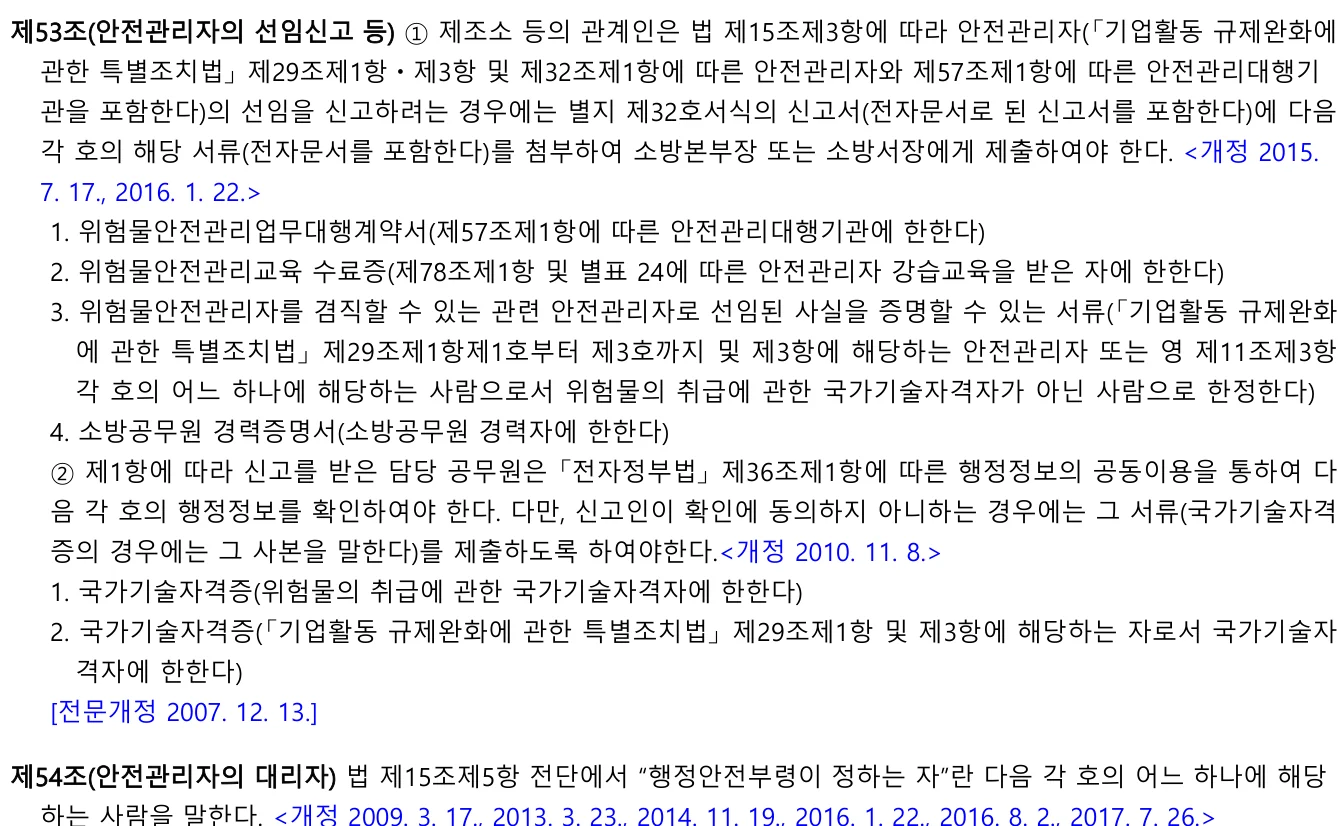 제53조(안전관리자의 선임신고 등) ① 제조소 등의 관계인은 법 제15조제3항에 따라 안전관리자(「기업활동 규제완화에
관한 특별조치법」 제29조제1항・제3항 및 제32조제1항에 따른 안전관리자와 제57조제1항에 따른 안전관리대행기
관을 포함한다)의 선임을 신고하려는 경우에는 별지 제32호서식의 신고서(전자문서로 된 신고서를 포함한다)에 다음
각 호의 해당 서류(전자문서를 포함한다)를 첨부하여 소방본부장 또는 소방서장에게 제출하여야 한다. <개정 2015.
7. 17., 2016. 1. 22.>
1. 위험물안전관리업무대행계약서(제57조제1항에 따른 안전관리대행기관에 한한다)
2. 위험물안전관리교육 수료증(제78조제1항 및 별표 24에 따른 안전관리자 강습교육을 받은 자에 한한다)
3. 위험물안전관리자를 겸직할 수 있는 관련 안전관리자로 선임된 사실을 증명할 수 있는 서류(「기업활동 규제완화
에 관한 특별조치법」 제29조제1항제1호부터 제3호까지 및 제3항에 해당하는 안전관리자 또는 영 제11조제3항
각 호의 어느 하나에 해당하는 사람으로서 위험물의 취급에 관한 국가기술자격자가 아닌 사람으로 한정한다)
4. 소방공무원 경력증명서(소방공무원 경력자에 한한다)
② 제1항에 따라 신고를 받은 담당 공무원은 「전자정부법」 제36조제1항에 따른 행정정보의 공동이용을 통하여 다
음 각 호의 행정정보를 확인하여야 한다. 다만, 신고인이 확인에 동의하지 아니하는 경우에는 그 서류(국가기술자격
증의 경우에는 그 사본을 말한다)를 제출하도록 하여야한다.<개정 2010. 11. 8.>
1. 국가기술자격증(위험물의 취급에 관한 국가기술자격자에 한한다)
2. 국가기술자격증(「기업활동 규제완화에 관한 특별조치법」 제29조제1항 및 제3항에 해당하는 자로서 국가기술자
격자에 한한다)
[전문개정 2007. 12. 13.]
제54조(안전관리자의 대리자) 법 제15조제5항 전단에서 “행정안전부령이 정하는 자”란 다음 각 호의 어느 하나에 해당
하는 사람을 말한다. <개정 2009. 3. 17., 2013. 3. 23., 2014. 11. 19., 2016. 1. 22., 2016. 8. 2., 2017. 7. 26.>